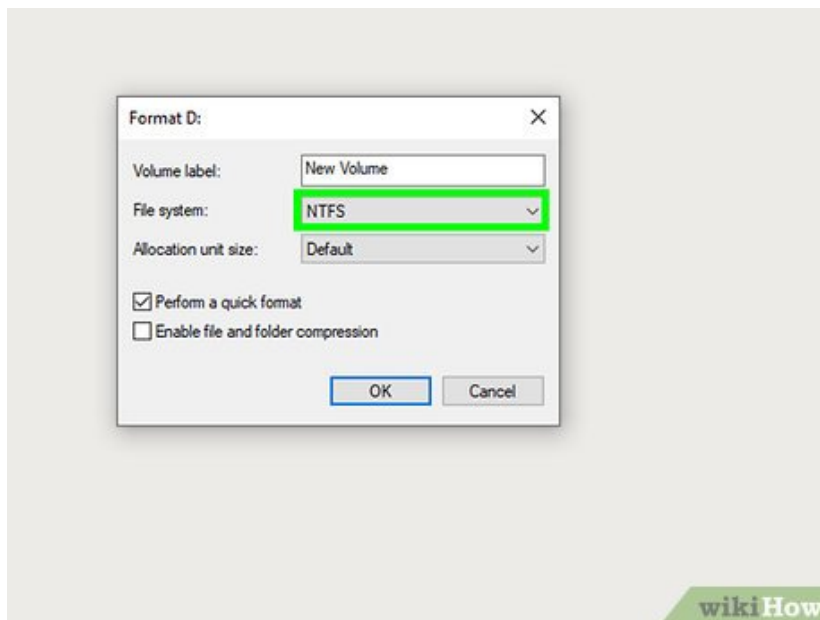 Format D:
Volume label: New Volume
File system: NTFS
Allocation unit size: Default
Perform a quick format
Enable file and folder compression
OK Cancel
wikiHow